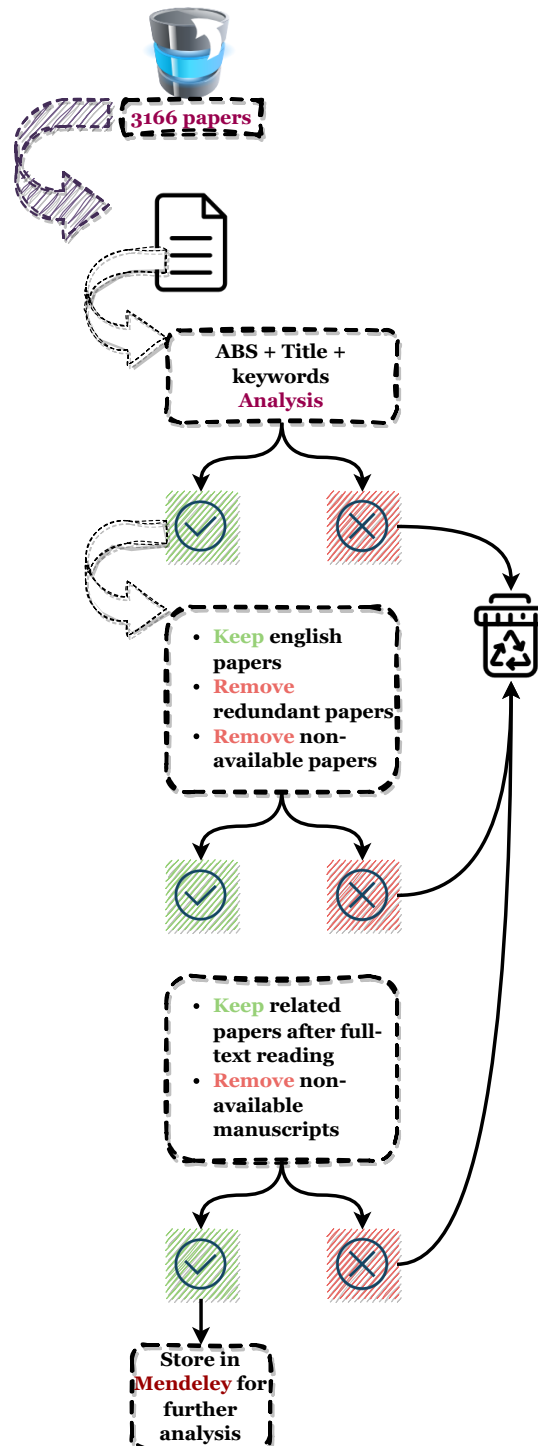 3166 papers
ABS + Title +
keywords
Analysis
• Keep english
papers
• Remove
redundant papers
• Remove non-
available papers
• Keep related
papers after full-
text reading
• Remove non-
available
manuscripts
Store in
Mendeley for
further
analysis